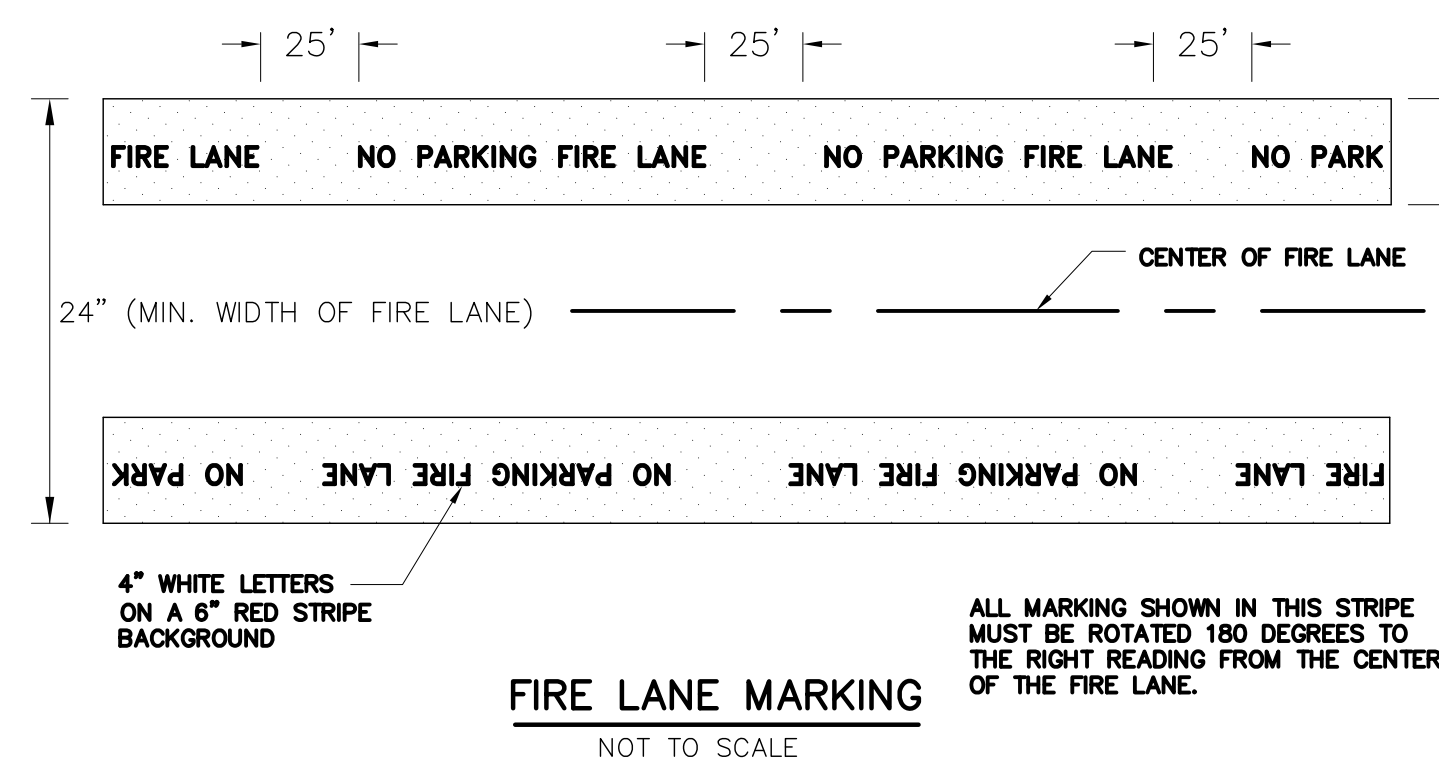 25' 25' 25'
FIRE LANE NO PARKING FIRE LANE NO PARKING FIRE LANE NO PARK
CENTER OF FIRE LANE
24" (MIN. WIDTH OF FIRE LANE)
NO PARK NO PARKING FIRE LANE NO PARKING FIRE LANE FIRE LANE
4" WHITE LETTERS
ON A 6" RED STRIPE
BACKGROUND
ALL MARKING SHOWN IN THIS STRIPE
MUST BE ROTATED 180 DEGREES TO
THE RIGHT READING FROM THE CENTER
OF THE FIRE LANE.
FIRE LANE MARKING
NOT TO SCALE